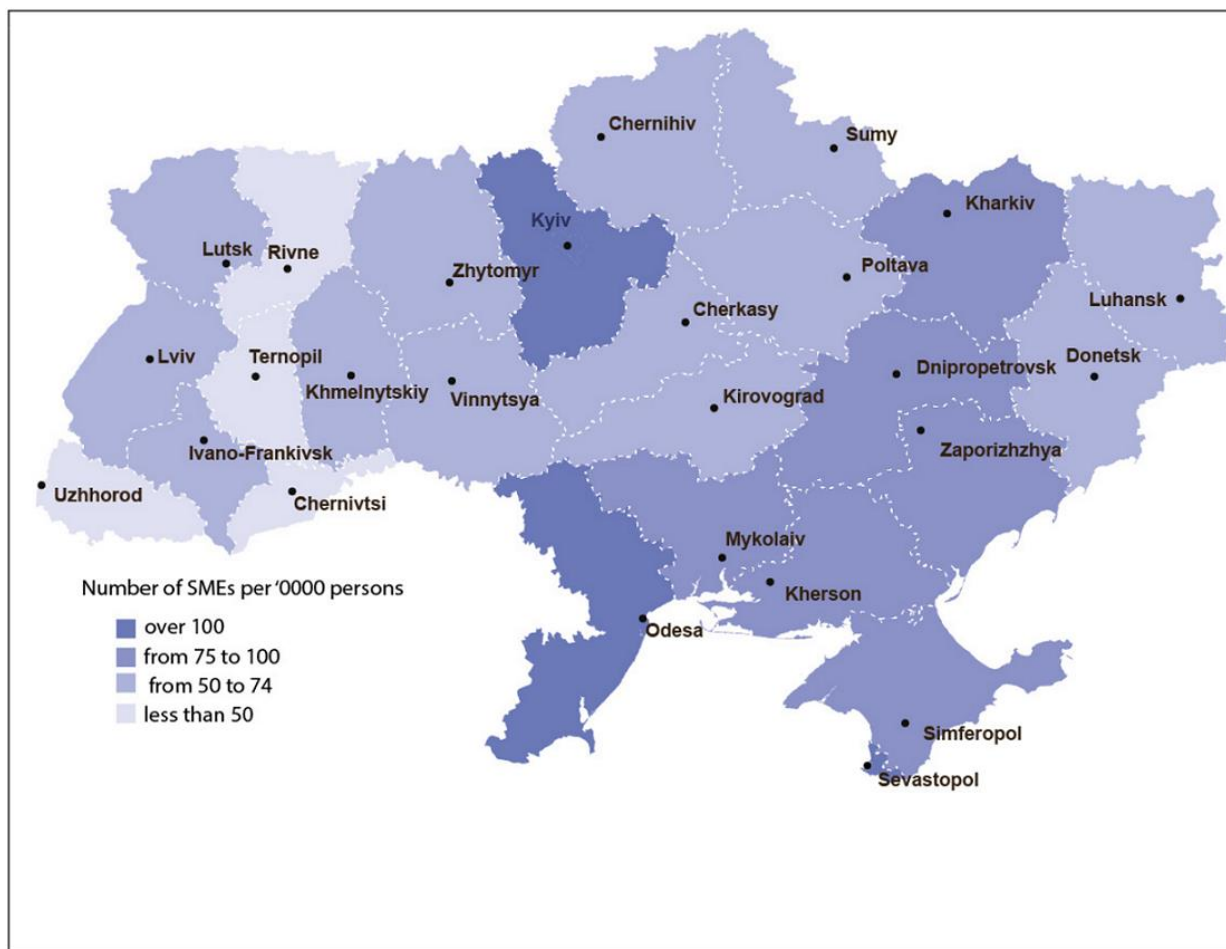 Chernihiv
Sumy
Kharkiv
Kyiv
Lutsk
Rivne
Zhytomyr
Poltava
Luhansk
Cherkasy
Lviv
Ternopil
Donetsk
Dnipropetrovsk
Khmelnytskiy
Vinnytsya
Kirovograd
Ivano-Frankivsk
Zaporizhzhya
Uzhhorod
Chernivtsi
Mykolaiv
Kherson
Odesa
Simferopol
Sevastopol
Number of SMEs per '0000 persons
over 100
from 75 to 100
from 50 to 74
less than 50